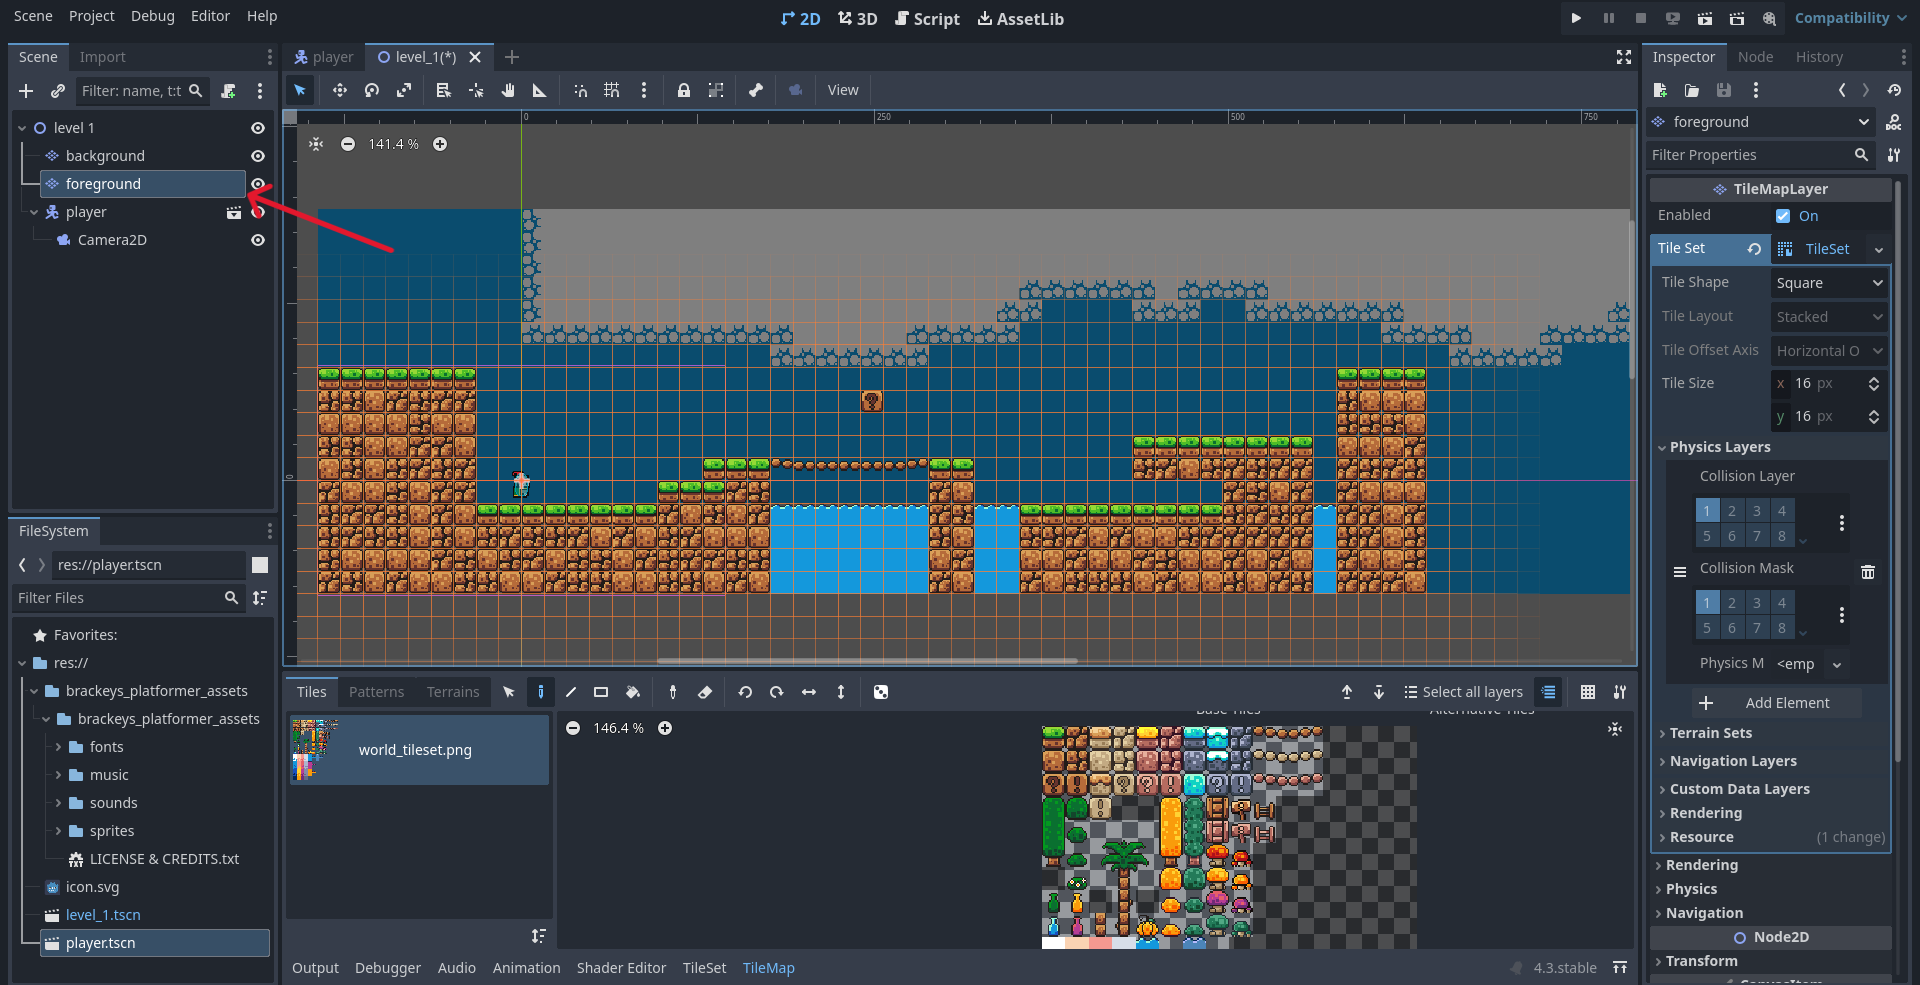 Scene Project Debug Editor Help
2D 3D Script AssetLib
Compatibility
Scene Import
Filter: name, t:t
level 1
background
foreground
player
Camera2D
FileSystem
res://player.tscn
Filter Files
Favorites:
res://
brackeys_platformer_assets
brackeys_platformer_assets
fonts
music
sounds
sprites
LICENSE & CREDITS.txt
icon.svg
level_1.tscn
player.tscn
player level_1(*)
View
0 250 500 750
141.4 %
0
Tiles Patterns Terrains
Select all layers
world_tileset.png
146.4 %
Base Tiles Alternative Tiles
Output Debugger Audio Animation Shader Editor TileSet TileMap
4.3.stable
Inspector Node History
foreground
Filter Properties
TileMapLayer
Enabled On
Tile Set TileSet
Tile Shape Square
Tile Layout Stacked
Tile Offset Axis Horizontal O
Tile Size x 16 px
y 16 px
Physics Layers
Collision Layer
1 2 3 4
5 6 7 8
Collision Mask
1 2 3 4
5 6 7 8
Physics M <emp
Add Element
Terrain Sets
Navigation Layers
Custom Data Layers
Rendering
Resource (1 change)
Rendering
Physics
Navigation
Node2D
Transform
CanvasItem